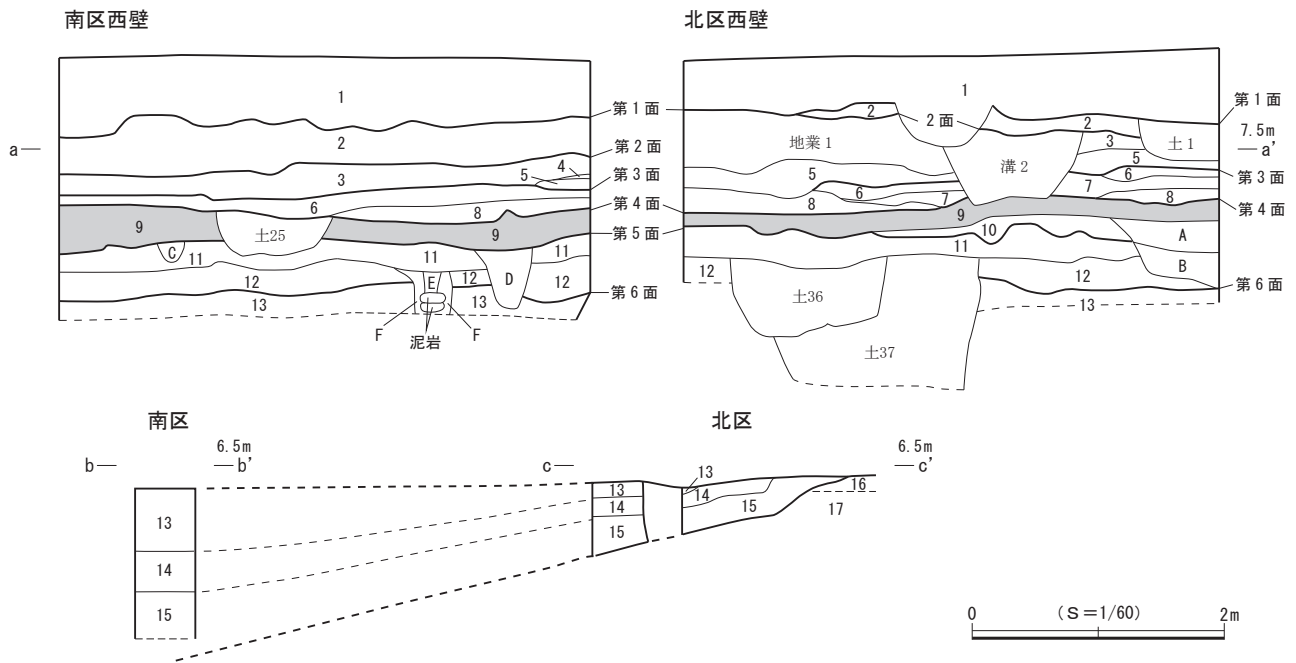 南区西壁
北区西壁
1
2
3
4
5
6
8
9
9
土25
C
11
11
11
12
12
12
13
13
D
E
F
F
泥岩
a
第1面
第2面
第3面
第4面
第5面
第6面
1
2
2面
2
地業1
溝2
土1
3
5
5
6
6
7
7
8
8
9
10
11
12
12
13
A
B
土36
土37
第1面
7.5m
a'
第3面
第4面
第6面
南区
北区
b
6.5m
b'
c
6.5m
c'
13
14
15
13
14
15
13
14
15
16
17
0
(S=1/60)
2m